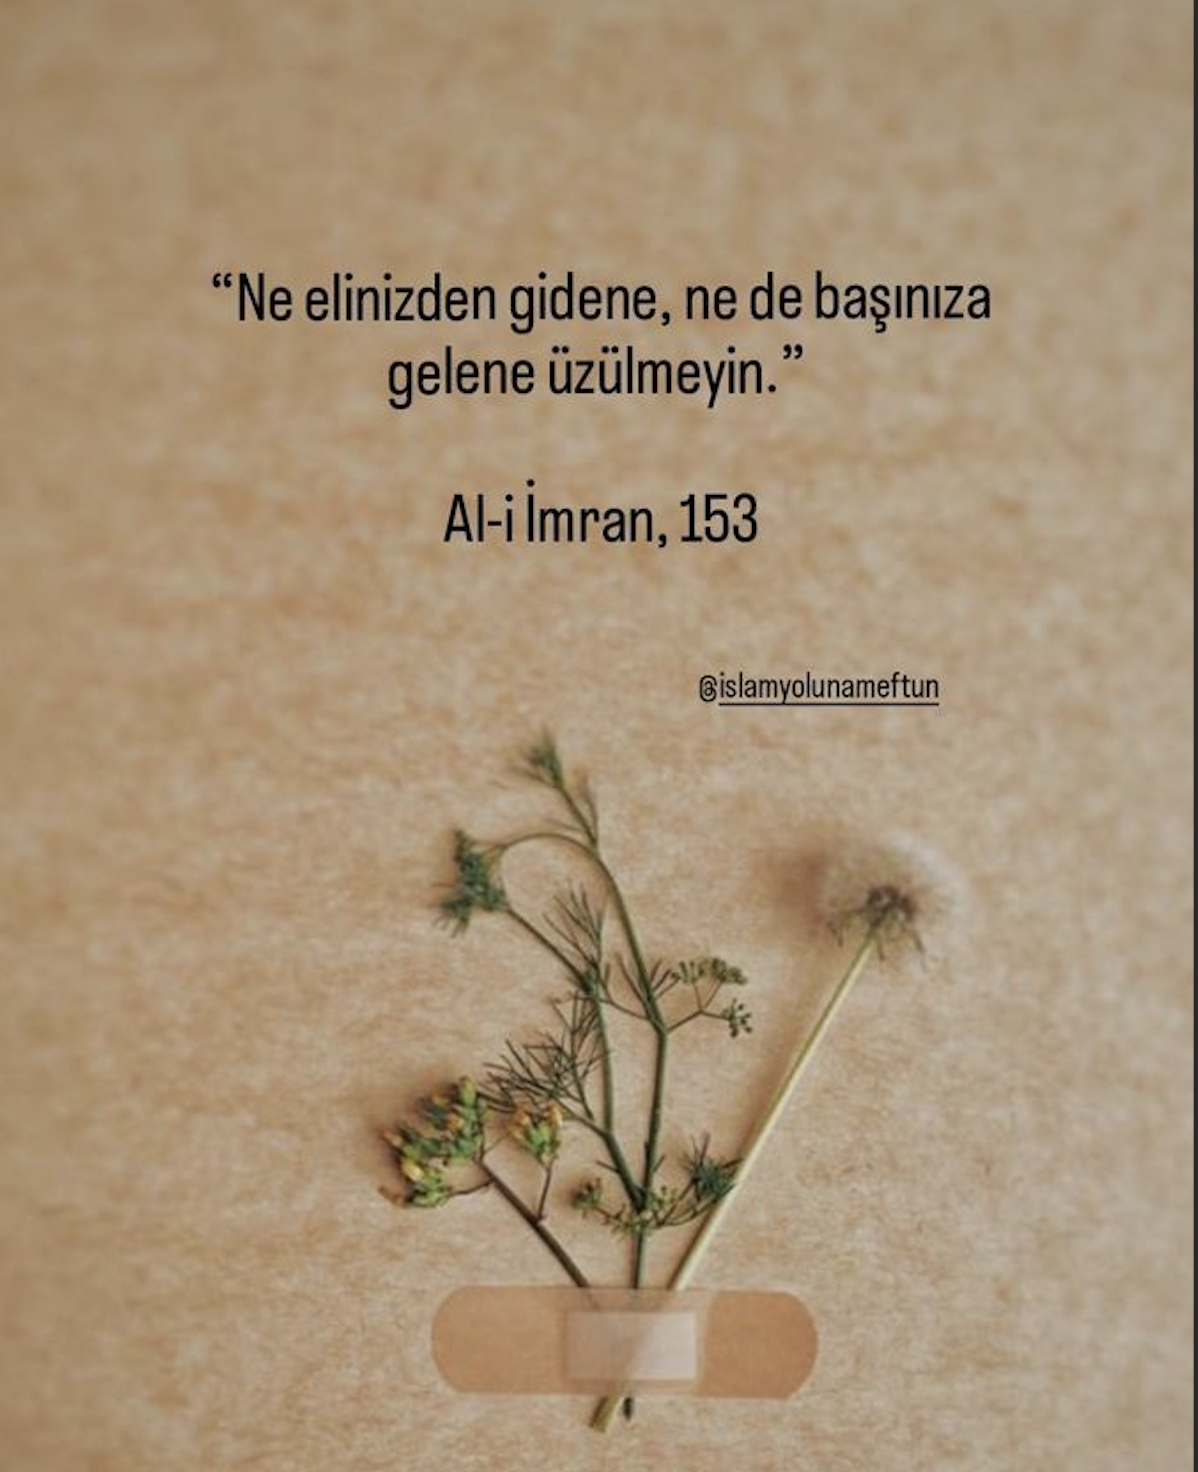 “Ne elinizden gidene, ne de başınıza
gelene üzülmeyin.”
Al-i İmran, 153
@islamyolunameftun